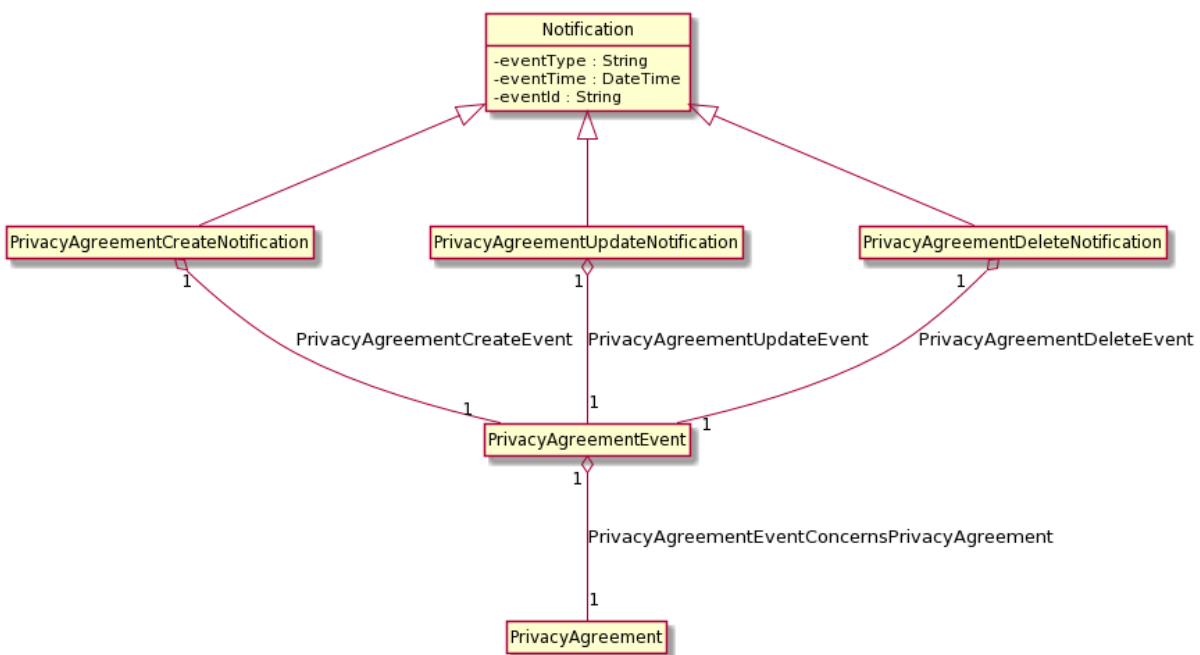 Notification
-eventType : String
-eventTime : DateTime
-eventId : String
PrivacyAgreementCreateNotification
PrivacyAgreementUpdateNotification
PrivacyAgreementDeleteNotification
1
1
1
PrivacyAgreementCreateEvent
PrivacyAgreementUpdateEvent
PrivacyAgreementDeleteEvent
1
1
1
PrivacyAgreementEvent
1
PrivacyAgreementEventConcernsPrivacyAgreement
1
PrivacyAgreement